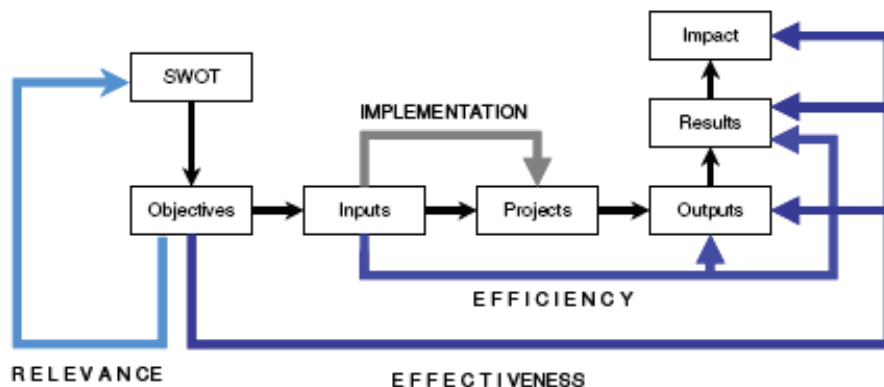 Impact
SWOT
IMPLEMENTATION
Results
Objectives
Inputs
Projects
Outputs
EFFICIENCY
RELEVANCE
EFFECTIVENESS